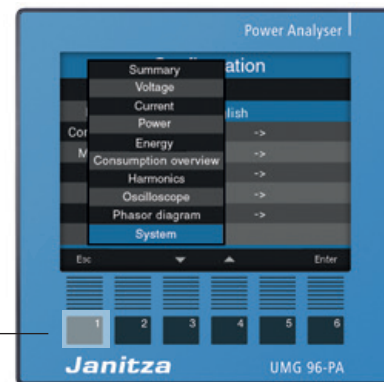 Power Analyser
ation
Summary
Voltage
Current
lish
Power
Con
->
Energy
M
Consumption overview
->
Harmonics
Oscilloscope
->
Phasor diagram
->
System
Esc
Enter
1 2 3 4 5 6
Janitza
UMG 96-PA